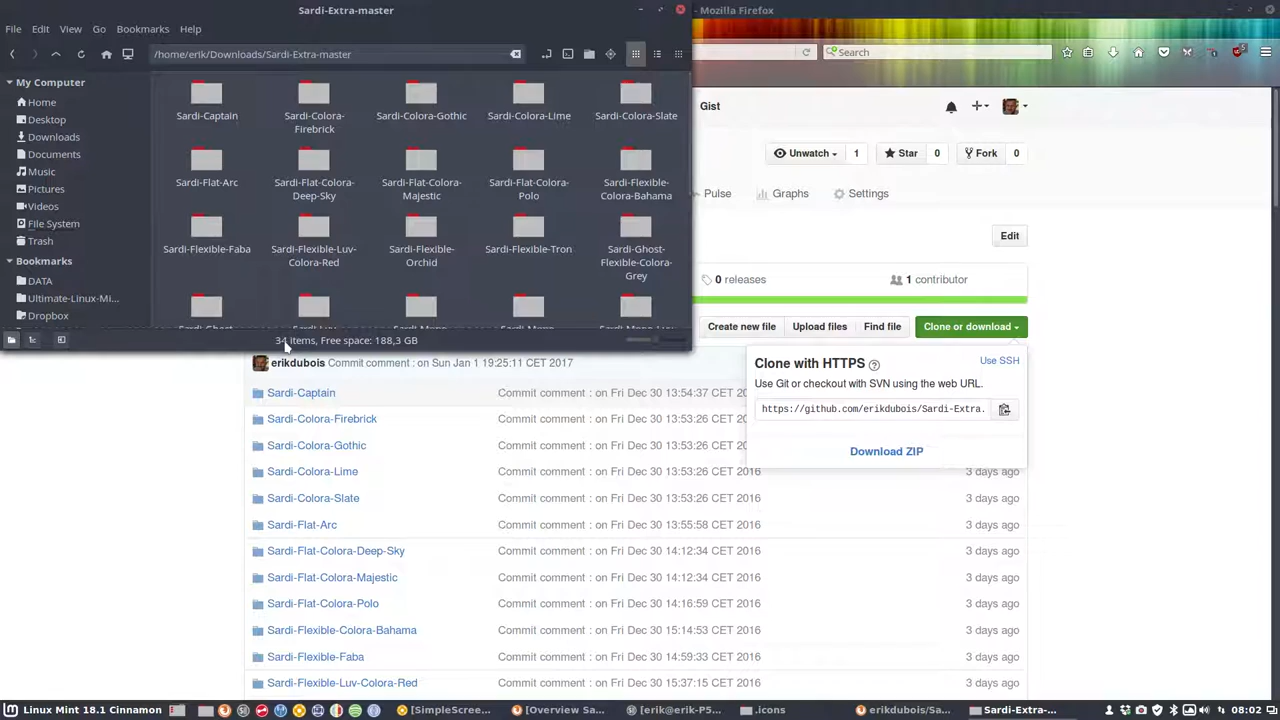 Sardi-Extra-master
- Mozilla Firefox
File Edit View Go Bookmarks Help
/home/erik/Downloads/Sardi-Extra-master
Search
5
My Computer
Home
Desktop
Downloads
Documents
Music
Pictures
Videos
File System
Trash
Bookmarks
DATA
Ultimate-Linux-Mi...
Dropbox
Sardi-Captain
Sardi-Colora-
Firebrick
Sardi-Colora-Gothic
Sardi-Colora-Lime
Sardi-Colora-Slate
Sardi-Flat-Arc
Sardi-Flat-Colora-
Deep-Sky
Sardi-Flat-Colora-
Majestic
Sardi-Flat-Colora-
Polo
Sardi-Flexible-
Colora-Bahama
Sardi-Flexible-Faba
Sardi-Flexible-Luv-
Colora-Red
Sardi-Flexible-
Orchid
Sardi-Flexible-Tron
Sardi-Ghost-
Flexible-Colora-
Grey
34 items, Free space: 188,3 GB
Gist
Unwatch 1 Star 0 Fork 0
Pulse Graphs Settings
Edit
0 releases 1 contributor
Create new file Upload files Find file Clone or download
Clone with HTTPS Use SSH
Use Git or checkout with SVN using the web URL.
https://github.com/erikdubois/Sardi-Extra.
Download ZIP
erikdubois Commit comment : on Sun Jan 1 19:25:11 CET 2017
Sardi-Captain Commit comment : on Fri Dec 30 13:54:37 CET 20
Sardi-Colora-Firebrick Commit comment : on Fri Dec 30 13:53:26 CET 20
Sardi-Colora-Gothic Commit comment : on Fri Dec 30 13:53:26 CET 20
Sardi-Colora-Lime Commit comment : on Fri Dec 30 13:53:26 CET 2016 3 days ago
Sardi-Colora-Slate Commit comment : on Fri Dec 30 13:53:26 CET 2016 3 days ago
Sardi-Flat-Arc Commit comment : on Fri Dec 30 13:55:58 CET 2016 3 days ago
Sardi-Flat-Colora-Deep-Sky Commit comment : on Fri Dec 30 14:12:34 CET 2016 3 days ago
Sardi-Flat-Colora-Majestic Commit comment : on Fri Dec 30 14:12:34 CET 2016 3 days ago
Sardi-Flat-Colora-Polo Commit comment : on Fri Dec 30 14:16:59 CET 2016 3 days ago
Sardi-Flexible-Colora-Bahama Commit comment : on Fri Dec 30 15:14:53 CET 2016 3 days ago
Sardi-Flexible-Faba Commit comment : on Fri Dec 30 14:59:33 CET 2016 3 days ago
Sardi-Flexible-Luv-Colora-Red Commit comment : on Fri Dec 30 15:37:15 CET 2016 3 days ago
Linux Mint 18.1 Cinnamon [SimpleScree... [Overview Sa... [erik@erik-P5... .icons erikdubois/Sa... Sardi-Extra-... 08:02